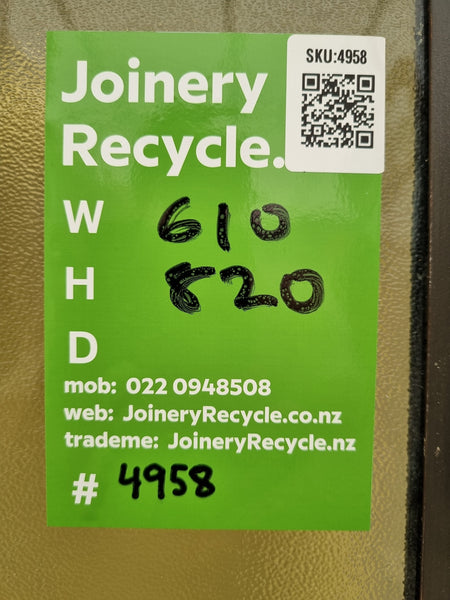 SKU:4958
Joinery
Recycle.
W 610
H 820
D
mob: 022 0948508
web: JoineryRecycle.co.nz
trademe: JoineryRecycle.nz
# 4958